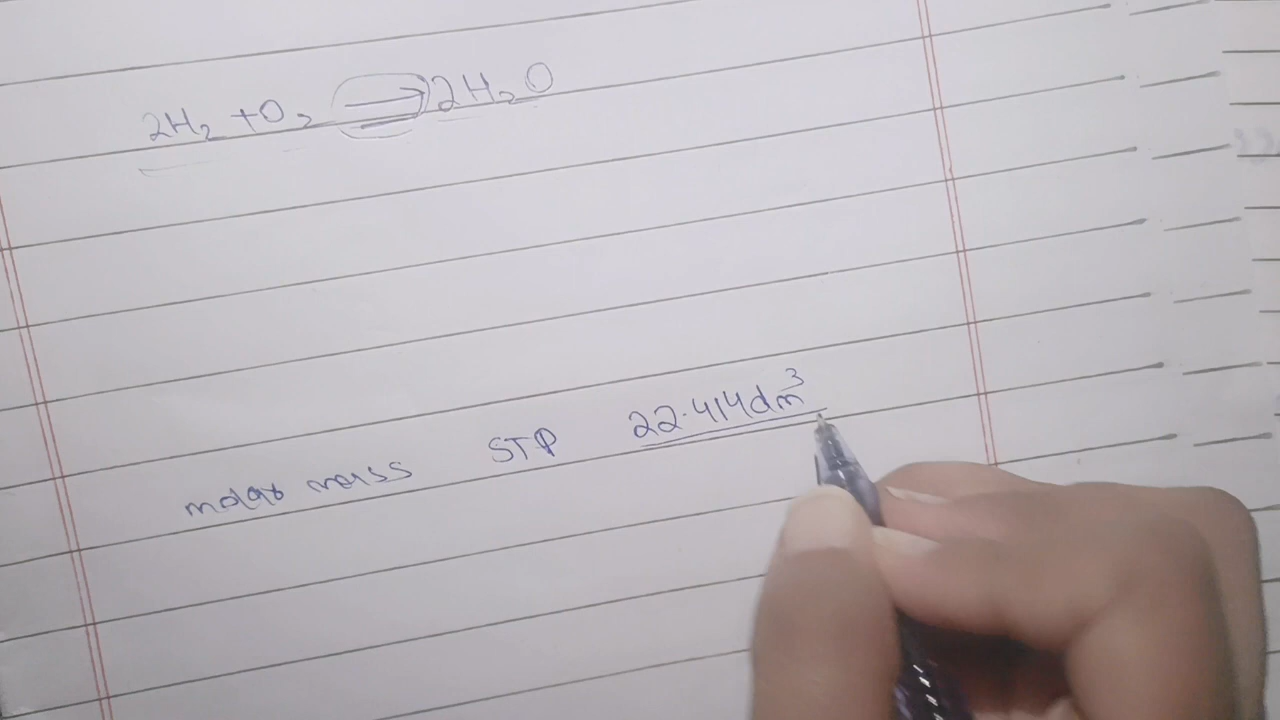 2H₂ + O₂ → 2H₂O
molar mass STP 22.414dm³